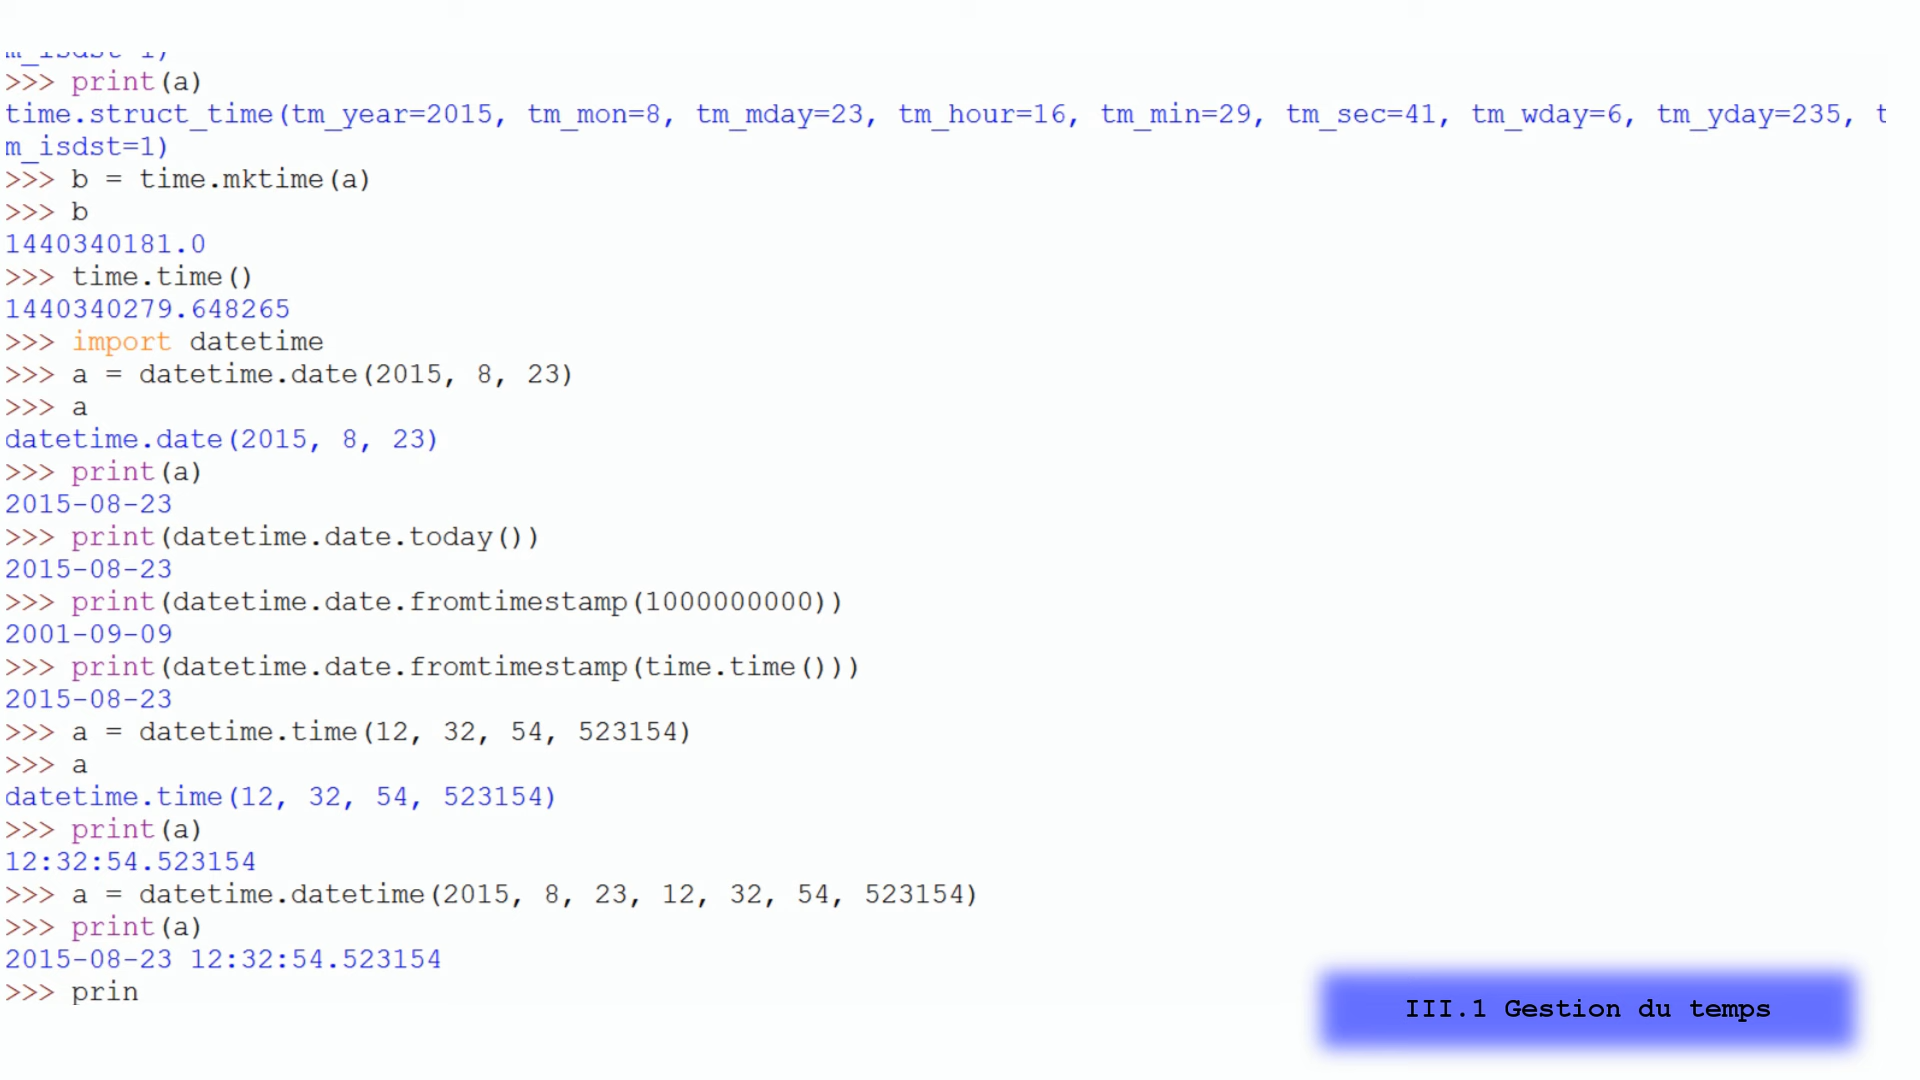 m_isdst=1)
>>> print(a)
time.struct_time(tm_year=2015, tm_mon=8, tm_mday=23, tm_hour=16, tm_min=29, tm_sec=41, tm_wday=6, tm_yday=235, t
m_isdst=1)
>>> b = time.mktime(a)
>>> b
1440340181.0
>>> time.time()
1440340279.648265
>>> import datetime
>>> a = datetime.date(2015, 8, 23)
>>> a
datetime.date(2015, 8, 23)
>>> print(a)
2015-08-23
>>> print(datetime.date.today())
2015-08-23
>>> print(datetime.date.fromtimestamp(1000000000))
2001-09-09
>>> print(datetime.date.fromtimestamp(time.time()))
2015-08-23
>>> a = datetime.time(12, 32, 54, 523154)
>>> a
datetime.time(12, 32, 54, 523154)
>>> print(a)
12:32:54.523154
>>> a = datetime.datetime(2015, 8, 23, 12, 32, 54, 523154)
>>> print(a)
2015-08-23 12:32:54.523154
>>> prin
III.1 Gestion du temps